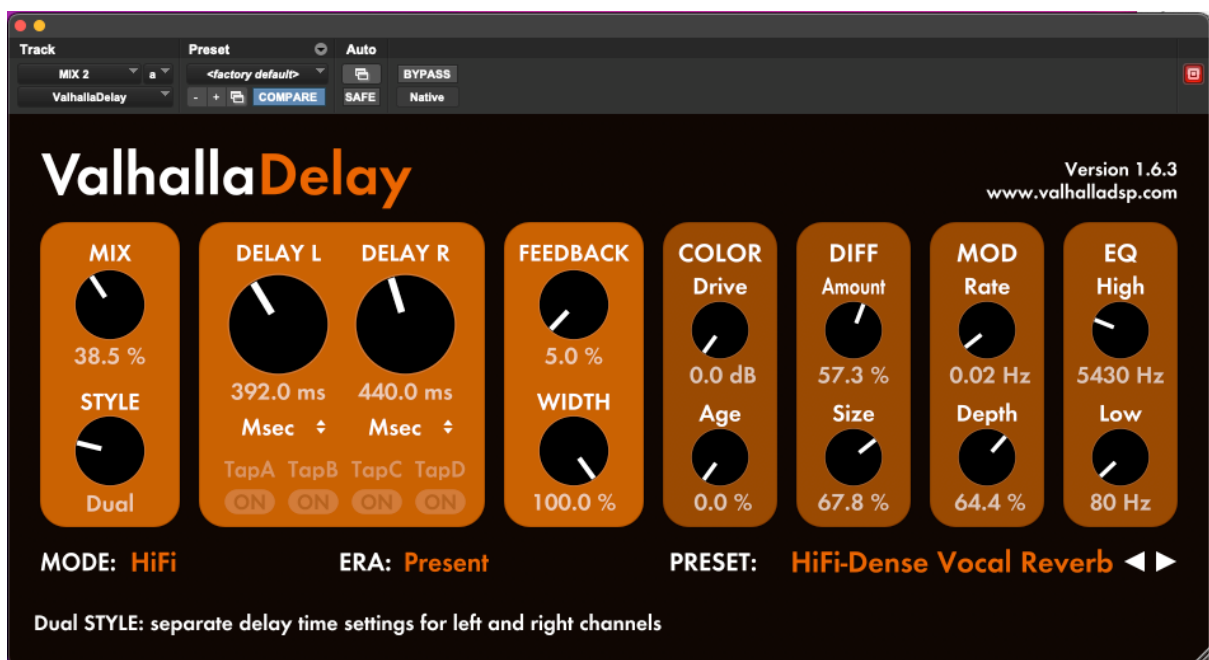 Track Preset Auto
MIX 2 a <factory default> BYPASS
ValhallaDelay - + COMPARE SAFE Native
ValhallaDelay
Version 1.6.3
www.valhalladsp.com
MIX DELAY L DELAY R FEEDBACK COLOR DIFF MOD EQ
Drive Amount Rate High
38.5 % 392.0 ms 440.0 ms 5.0 % 0.0 dB 57.3 % 0.02 Hz 5430 Hz
STYLE Msec Msec WIDTH Age Size Depth Low
TapA TapB TapC TapD
Dual ON ON ON ON 100.0 % 0.0 % 67.8 % 64.4 % 80 Hz
MODE: HiFi ERA: Present PRESET: HiFi-Dense Vocal Reverb
Dual STYLE: separate delay time settings for left and right channels